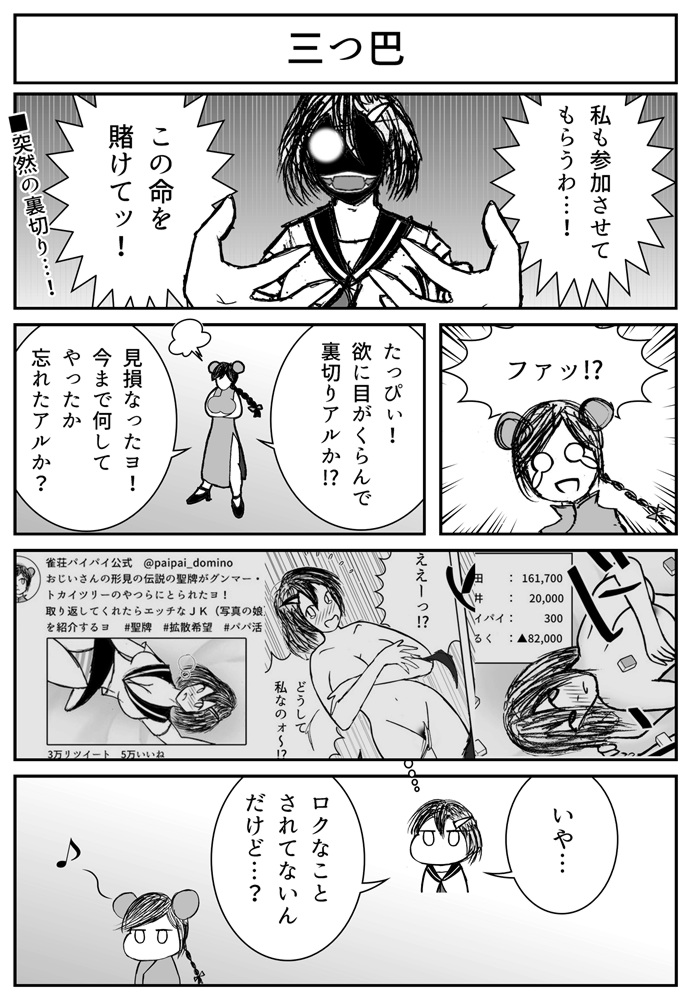 三つ巴
私も参加させて
もらうわ…！
この命を
賭けてッ！
■突然の裏切り…！
ファッ!?
たっぴぃ！
欲に目がくらんで
裏切りアルか!?
見損なったヨ！
今まで何して
やったか
忘れたアルか？
田 ： 161,700
井 ： 20,000
パイ ： 300
るく ： ▲82,000
ええーっ!?
どうして
私なのォ～!?
雀荘パイパイ公式 @paipai_domino
おじいさんの形見の伝説の聖牌がグンマー・
トカイツリーのやつらにとられたヨ！
取り返してくれたらエッチなＪＫ（写真の娘）
を紹介するヨ #聖牌 #拡散希望 #パパ活
3万リツイート 5万いいね
いや…
ロクなこと
されてないん
だけど…？